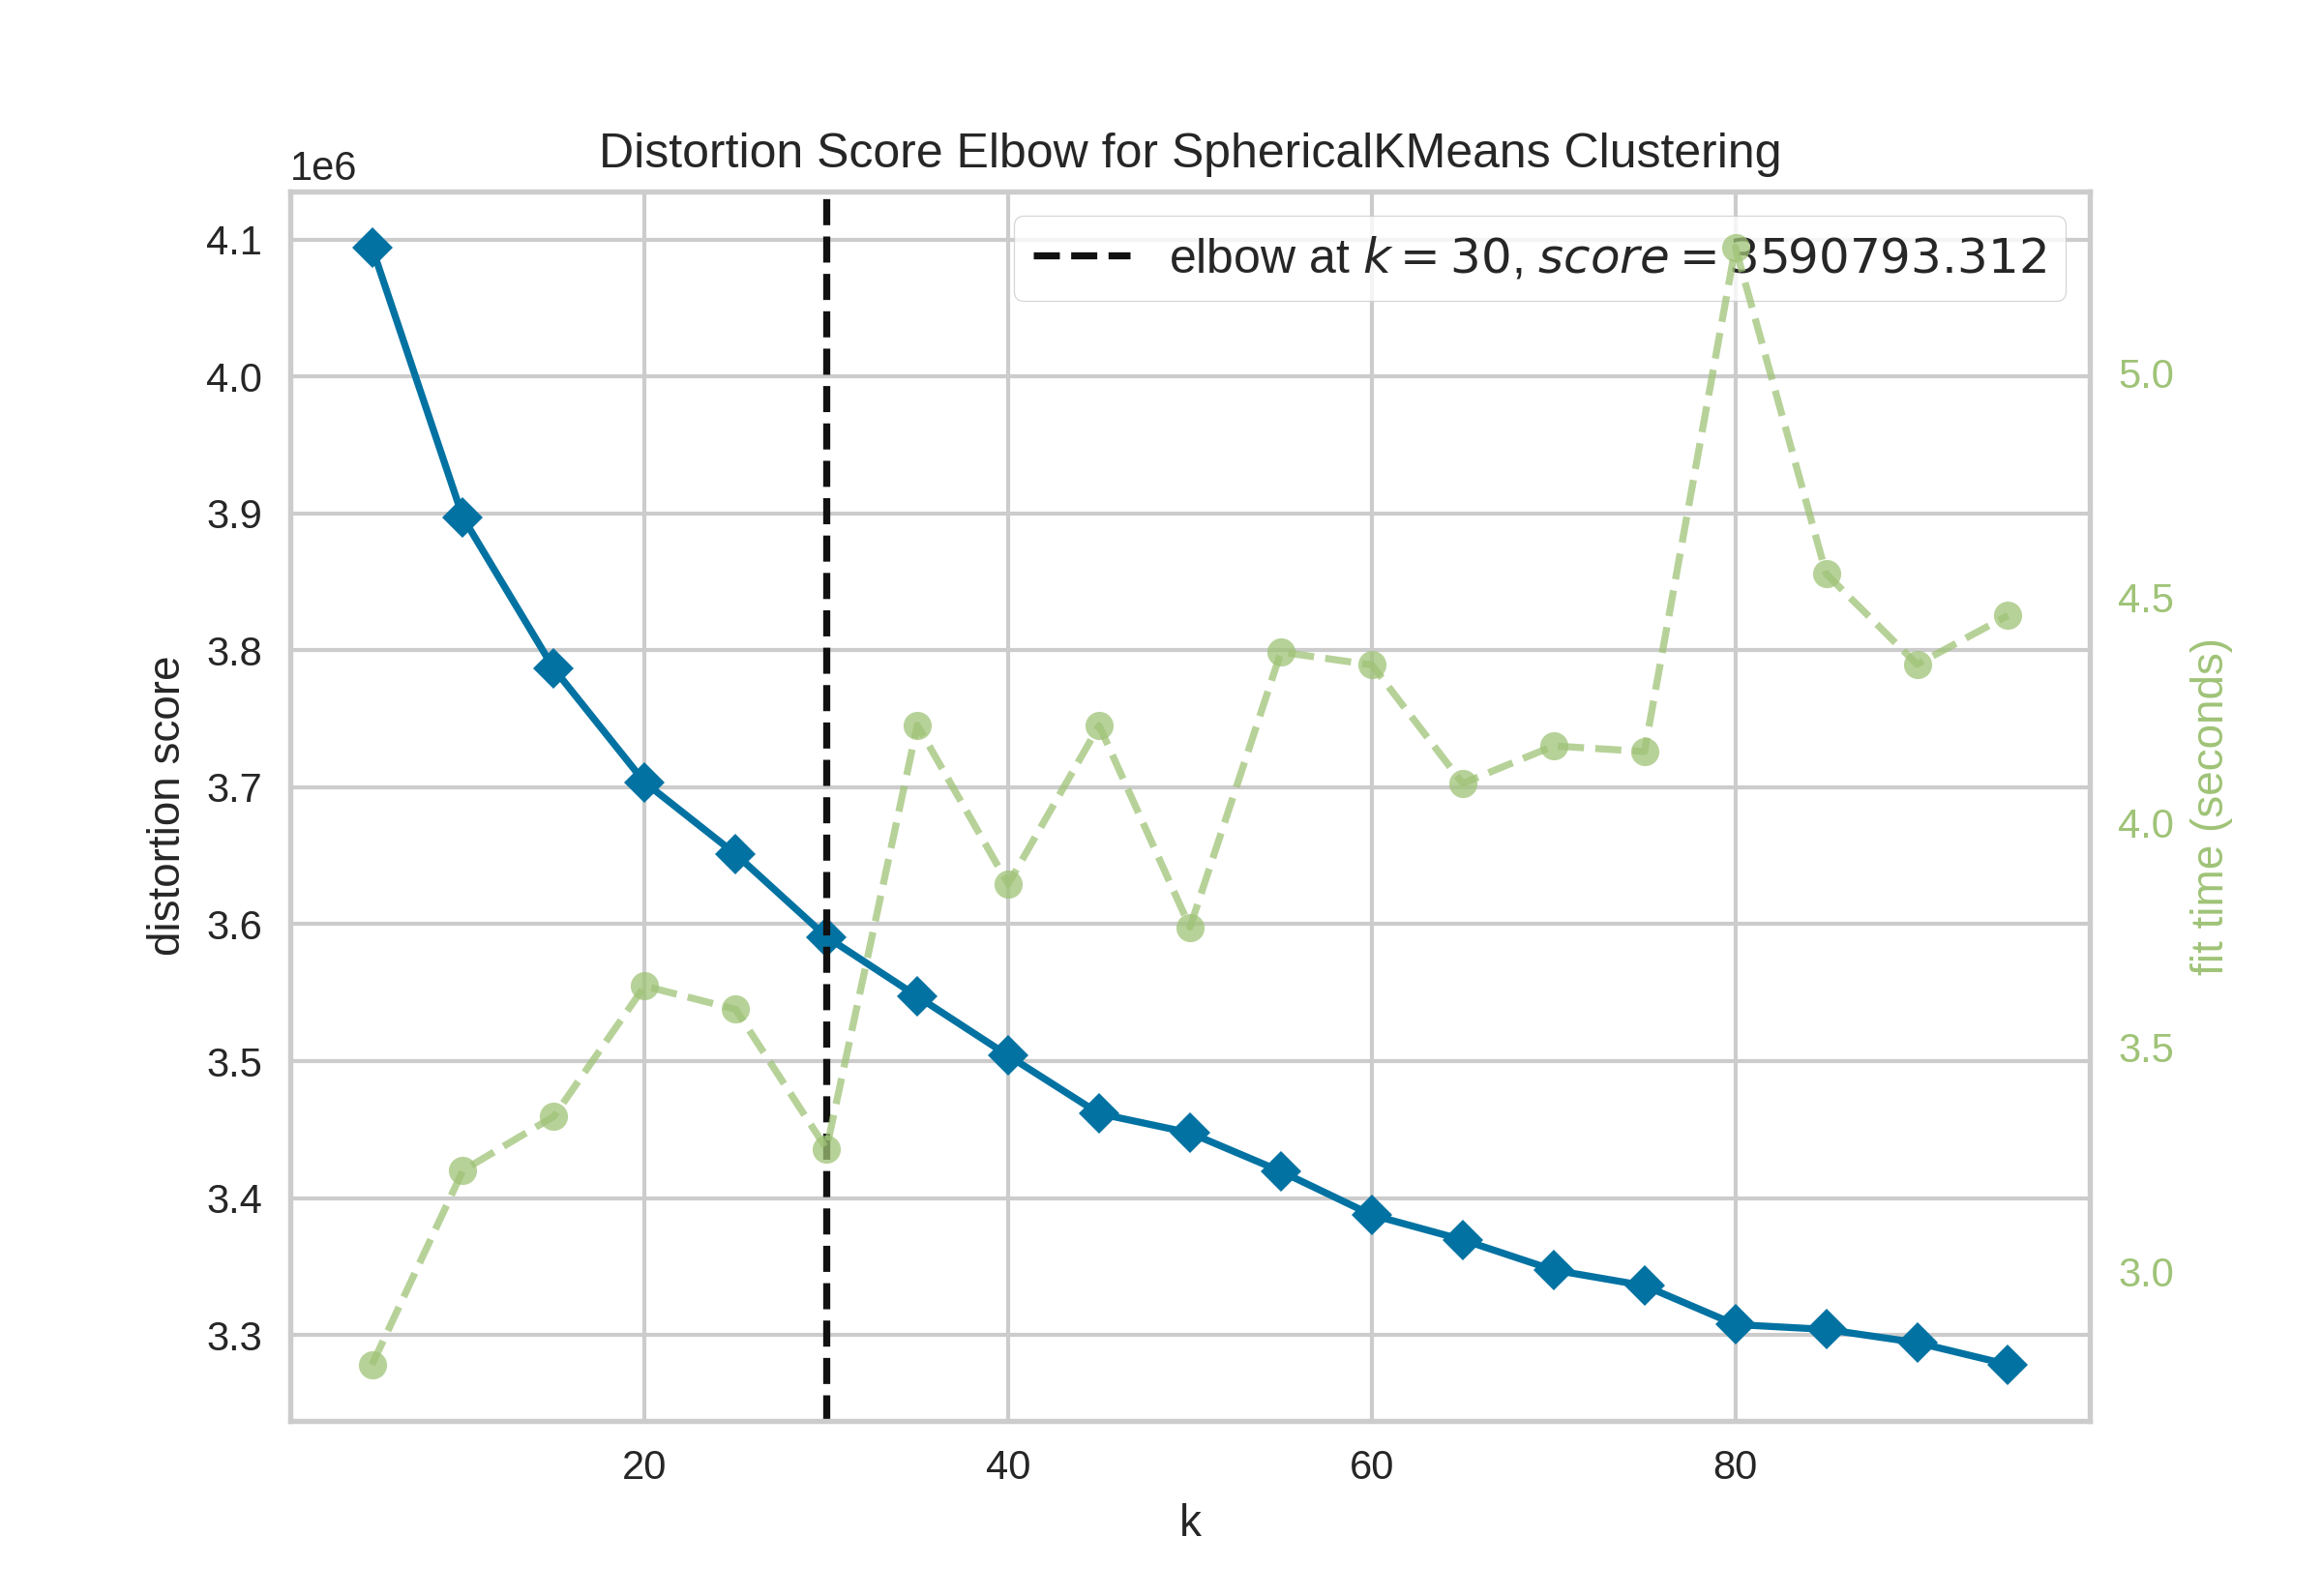 Distortion Score Elbow for SphericalKMeans Clustering
1e6
elbow at k = 30, score = 3590793.312
4.1
4.0
3.9
3.8
3.7
3.6
3.5
3.4
3.3
distortion score
5.0
4.5
4.0
3.5
3.0
fit time (seconds)
20 40 60 80
k